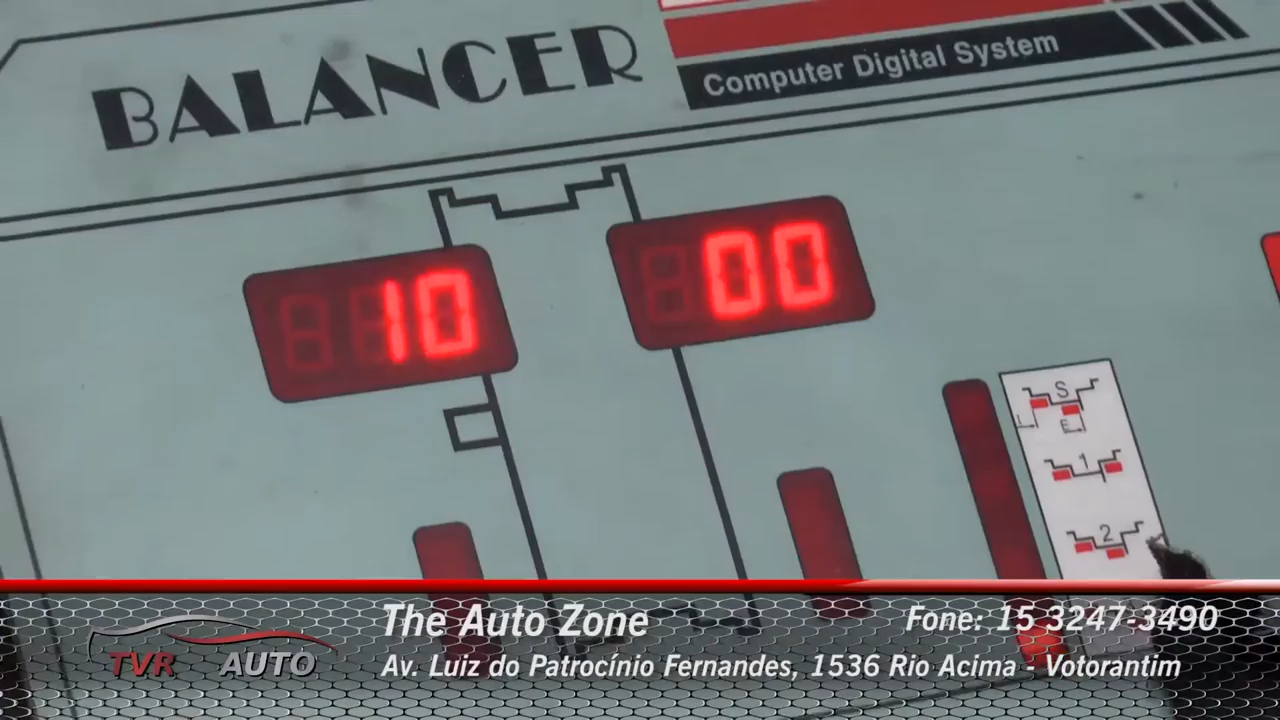 BALANCER
Computer Digital System
10
00
S
L
E
1
2
The Auto Zone
Fone: 15 3247-3490
TVR AUTO
Av. Luiz do Patrocínio Fernandes, 1536 Rio Acima - Votorantim